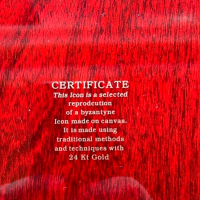 CERTIFICATE
This Icon is a selected
reprodcution
of a byzantyne
Icon made on canvas.
It is made using
traditional methods
and techniques with
24 Kt Gold